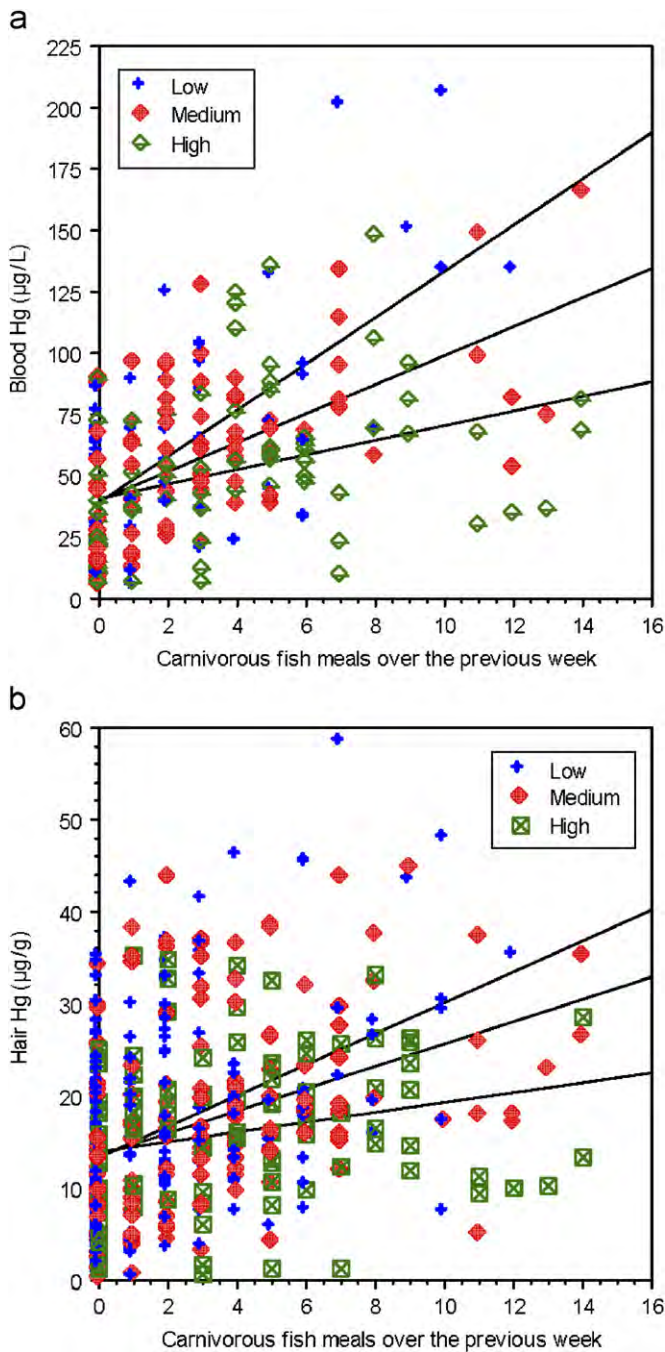 a
225
200
175
150
125
100
75
50
25
0
Blood Hg (µg/L)
Low
Medium
High
0 2 4 6 8 10 12 14 16
Carnivorous fish meals over the previous week
b
60
50
40
30
20
10
0
Hair Hg (µg/g)
Low
Medium
High
0 2 4 6 8 10 12 14 16
Carnivorous fish meals over the previous week